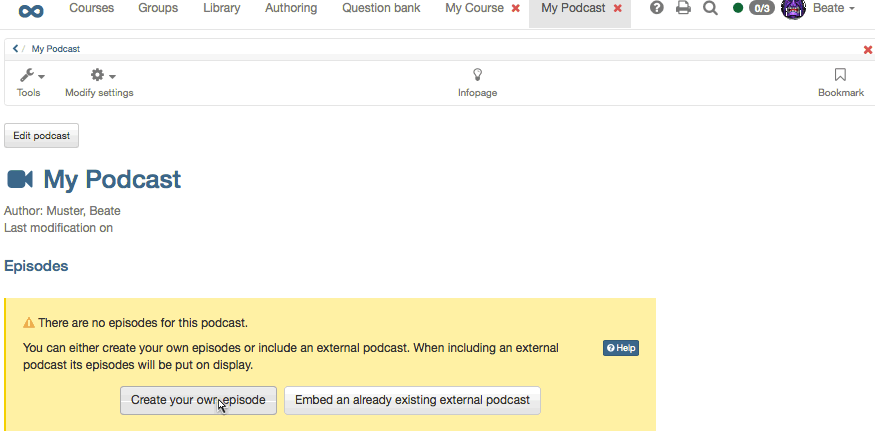 Courses Groups Library Authoring Question bank My Course My Podcast 0/3 Beate
/ My Podcast
Tools Modify settings Infopage Bookmark
Edit podcast
My Podcast
Author: Muster, Beate
Last modification on
Episodes
There are no episodes for this podcast.
You can either create your own episodes or include an external podcast. When including an external
podcast its episodes will be put on display.
Help
Create your own episode Embed an already existing external podcast